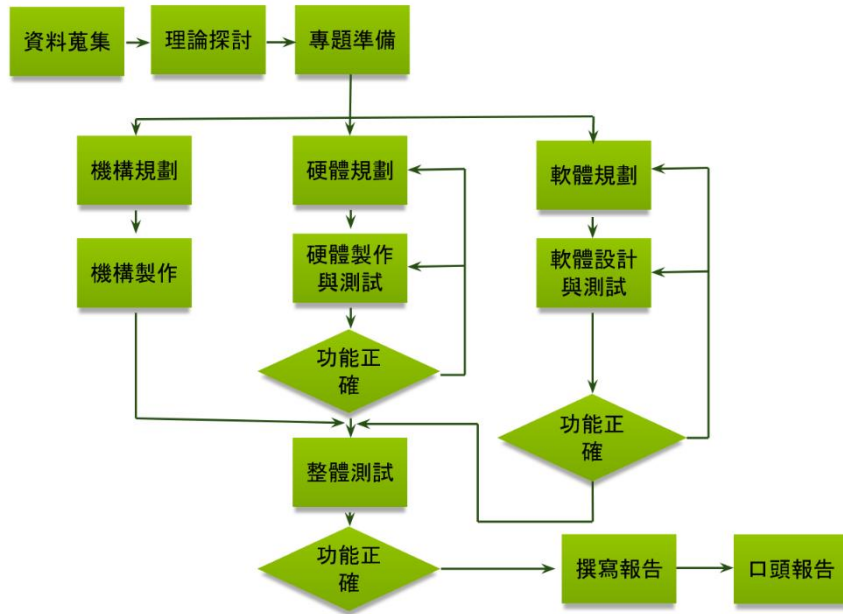 資料蒐集
理論探討
專題準備
機構規劃
硬體規劃
軟體規劃
機構製作
硬體製作
與測試
軟體設計
與測試
功能正
確
功能正
確
整體測試
功能正
確
撰寫報告
口頭報告